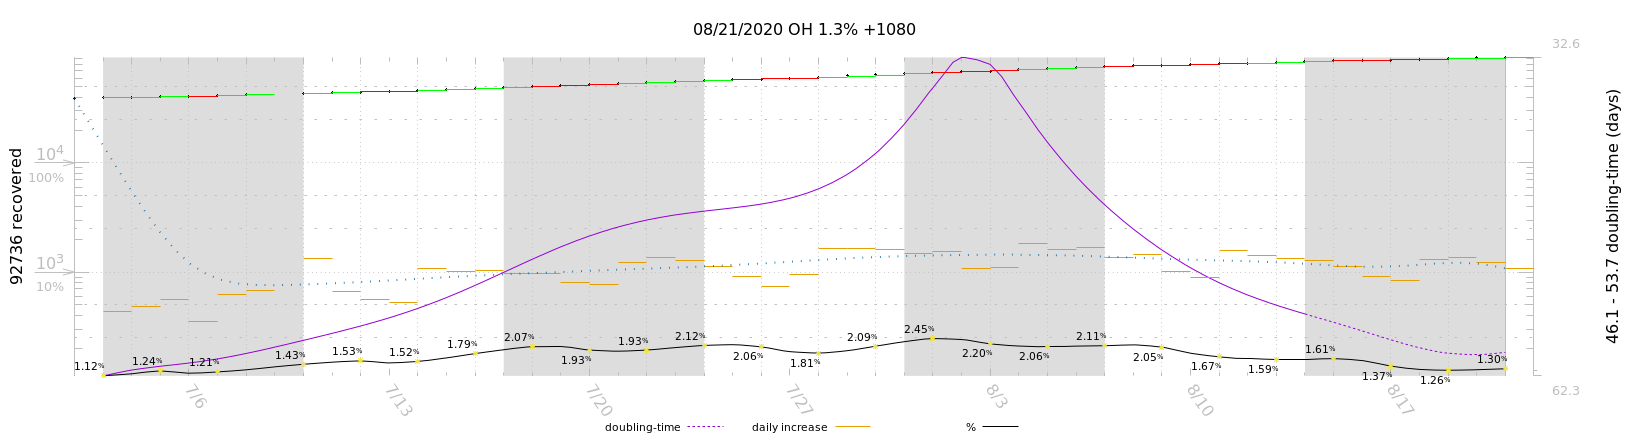 08/21/2020 OH 1.3% +1080
32.6
92736 recovered
10⁴
100%
10³
10%
46.1 - 53.7 doubling-time (days)
1.12% 1.24% 1.21% 1.43% 1.53% 1.52% 1.79% 2.07% 1.93% 1.93% 2.12% 2.06% 1.81% 2.09% 2.45% 2.20% 2.06% 2.11% 2.05% 1.67% 1.59% 1.61% 1.37% 1.26% 1.30%
62.3
7/6 7/13 7/20 7/27 8/3 8/10 8/17
doubling-time daily increase %